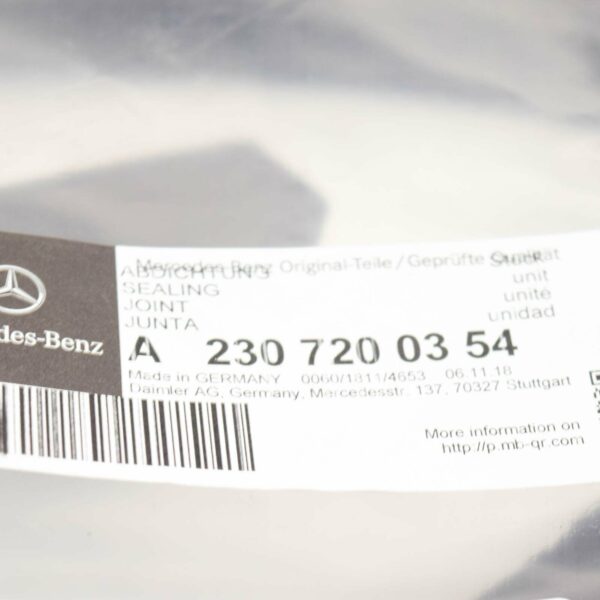 Mercedes-Benz Original-Teile / Geprüfte Qualität
ABDICHTUNG Stück
SEALING unit
JOINT unité
JUNTA unidad
des-Benz
A 230 720 03 54
Made in GERMANY 0060/1811/4653 06.11.18
Daimler AG, Germany, Mercedesstr. 137, 70327 Stuttgart
More information on
http://p.mb-qr.com